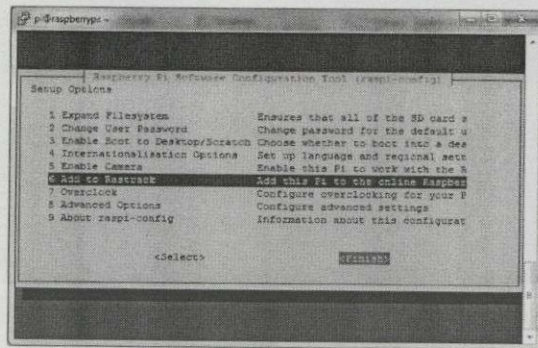 pi@raspberrypi: ~
Raspberry Pi Software Configuration Tool (raspi-config)
Setup Options
1 Expand Filesystem Ensures that all of the SD card s
2 Change User Password Change password for the default u
3 Enable Boot to Desktop/Scratch Choose whether to boot into a des
4 Internationalisation Options Set up language and regional sett
5 Enable Camera Enable this Pi to work with the R
6 Add to Rastrack Add this Pi to the online Raspber
7 Overclock Configure overclocking for your P
8 Advanced Options Configure advanced settings
9 About raspi-config Information about this configurat
<Select> <Finish>